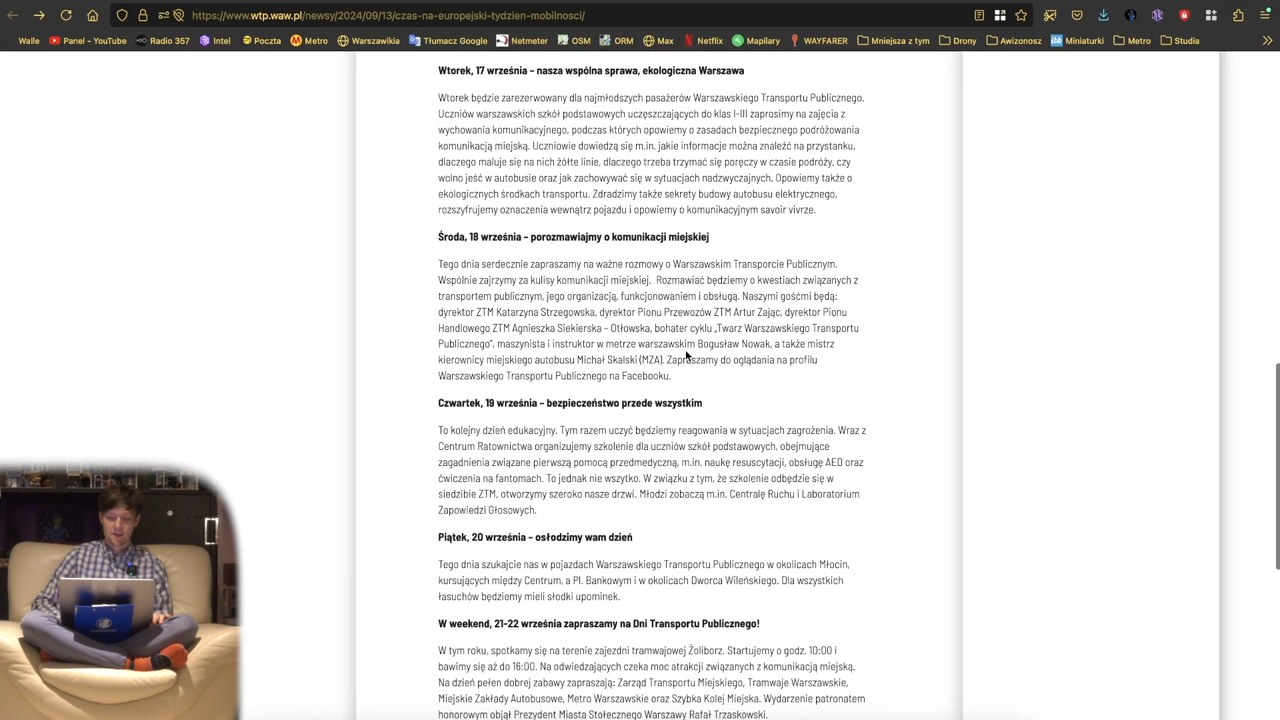 https://www.wtp.waw.pl/newsy/2024/09/13/czas-na-europejski-tydzien-mobilnosci/
Walle Panel - YouTube Radio 357 Intel Poczta Metro Warszawikia Tłumacz Google Netmeter OSM ORM Max Netflix Mapilary WAYFARER Mniejsza z tym Drony Awizonosz Miniaturki Metro Studia
Wtorek, 17 września – nasza wspólna sprawa, ekologiczna Warszawa
Wtorek będzie zarezerwowany dla najmłodszych pasażerów Warszawskiego Transportu Publicznego.
Uczniów warszawskich szkół podstawowych uczęszczających do klas I-III zaprosimy na zajęcia z
wychowania komunikacyjnego, podczas których opowiemy o zasadach bezpiecznego podróżowania
komunikacją miejską. Uczniowie dowiedzą się m.in. jakie informacje można znaleźć na przystanku,
dlaczego maluje się na nich żółte linie, dlaczego trzeba trzymać się poręczy w czasie podróży, czy
wolno jeść w autobusie oraz jak zachowywać się w sytuacjach nadzwyczajnych. Opowiemy także o
ekologicznych środkach transportu. Zdradzimy także sekrety budowy autobusu elektrycznego,
rozszyfrujemy oznaczenia wewnątrz pojazdu i opowiemy o komunikacyjnym savoir vivrze.
Środa, 18 września – porozmawiajmy o komunikacji miejskiej
Tego dnia serdecznie zapraszamy na ważne rozmowy o Warszawskim Transporcie Publicznym.
Wspólnie zajrzymy za kulisy komunikacji miejskiej. Rozmawiać będziemy o kwestiach związanych z
transportem publicznym, jego organizacją, funkcjonowaniem i obsługą. Naszymi gośćmi będą:
dyrektor ZTM Katarzyna Strzegowska, dyrektor Pionu Przewozów ZTM Artur Zając, dyrektor Pionu
Handlowego ZTM Agnieszka Siekierska – Otłowska, bohater cyklu „Twarz Warszawskiego Transportu
Publicznego”, maszynista i instruktor w metrze warszawskim Bogusław Nowak, a także mistrz
kierownicy miejskiego autobusu Michał Skalski (MZA). Zapraszamy do oglądania na profilu
Warszawskiego Transportu Publicznego na Facebooku.
Czwartek, 19 września – bezpieczeństwo przede wszystkim
To kolejny dzień edukacyjny. Tym razem uczyć będziemy reagowania w sytuacjach zagrożenia. Wraz z
Centrum Ratownictwa organizujemy szkolenie dla uczniów szkół podstawowych, obejmujące
zagadnienia związane pierwszą pomocą przedmedyczną, m.in. naukę resuscytacji, obsługę AED oraz
ćwiczenia na fantomach. To jednak nie wszytko. W związku z tym, że szkolenie odbędzie się w
siedzibie ZTM, otworzymy szeroko nasze drzwi. Młodzi zobaczą m.in. Centralę Ruchu i Laboratorium
Zapowiedzi Głosowych.
Piątek, 20 września – osłodzimy wam dzień
Tego dnia szukajcie nas w pojazdach Warszawskiego Transportu Publicznego w okolicach Młocin,
kursujących między Centrum, a Pl. Bankowym i w okolicach Dworca Wileńskiego. Dla wszystkich
łasuchów będziemy mieli słodki upominek.
W weekend, 21-22 września zapraszamy na Dni Transportu Publicznego!
W tym roku, spotkamy się na terenie zajezdni tramwajowej Żoliborz. Startujemy o godz. 10:00 i
bawimy się aż do 16:00. Na odwiedzających czeka moc atrakcji związanych z komunikacją miejską.
Na dzień pełen dobrej zabawy zapraszają: Zarząd Transportu Miejskiego, Tramwaje Warszawskie,
Miejskie Zakłady Autobusowe, Metro Warszawskie oraz Szybka Kolej Miejska. Wydarzenie patronatem
honorowym objął Prezydent Miasta Stołecznego Warszawy Rafał Trzaskowski.